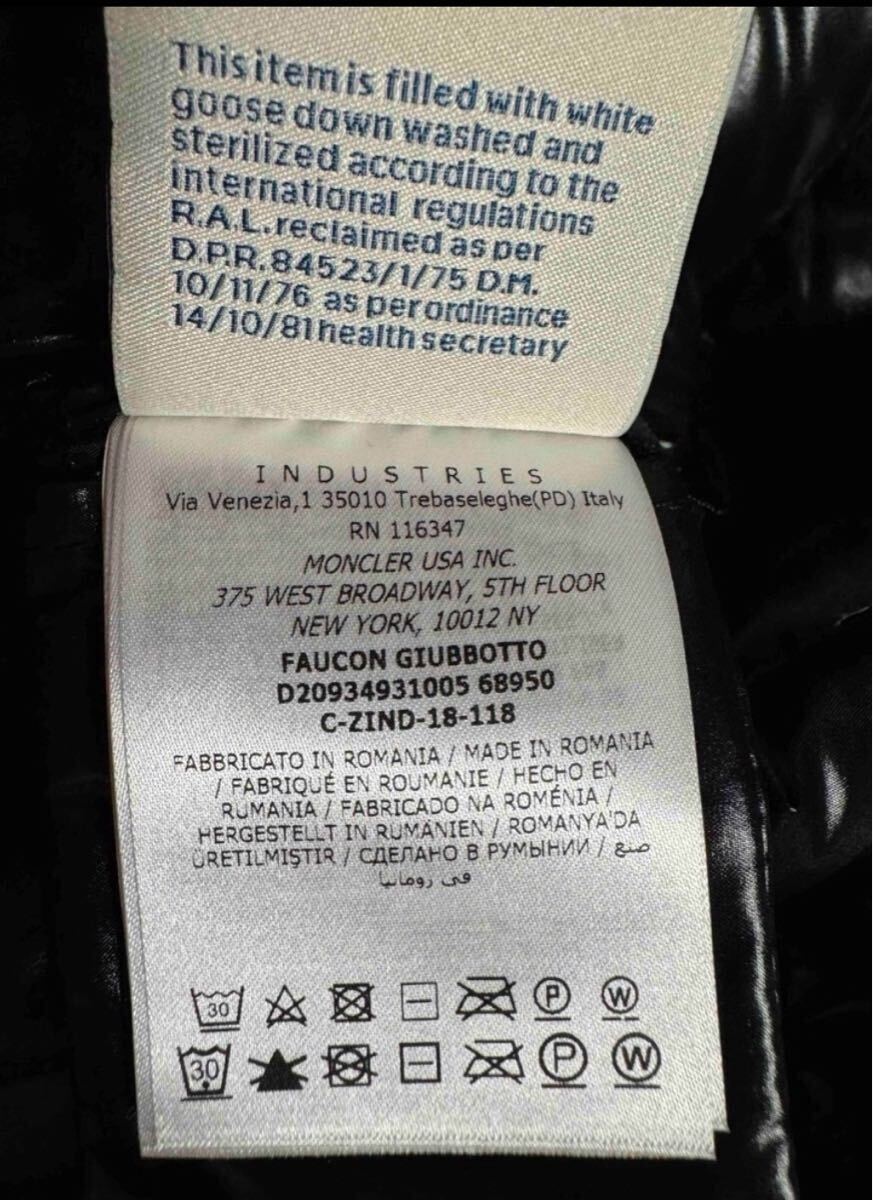 This item is filled with white
goose down washed and
sterilized according to the
international regulations
R.A.L. reclaimed as per
D.P.R. 84523/1/75 D.M.
10/11/76 as per ordinance
14/10/81 health secretary
INDUSTRIES
Via Venezia,1 35010 Trebaseleghe(PD) Italy
RN 116347
MONCLER USA INC.
375 WEST BROADWAY, 5TH FLOOR
NEW YORK, 10012 NY
FAUCON GIUBBOTTO
D20934931005 68950
C-ZIND-18-118
FABBRICATO IN ROMANIA / MADE IN ROMANIA
/ FABRIQUÉ EN ROUMANIE / HECHO EN
RUMANIA / FABRICADO NA ROMÉNIA /
HERGESTELLT IN RUMÄNIEN / ROMANYA'DA
ÜRETILMIŞTIR / СДЕЛАНО В РУМЫНИИ / صنع
في رومانيا
30 P W
30 P W